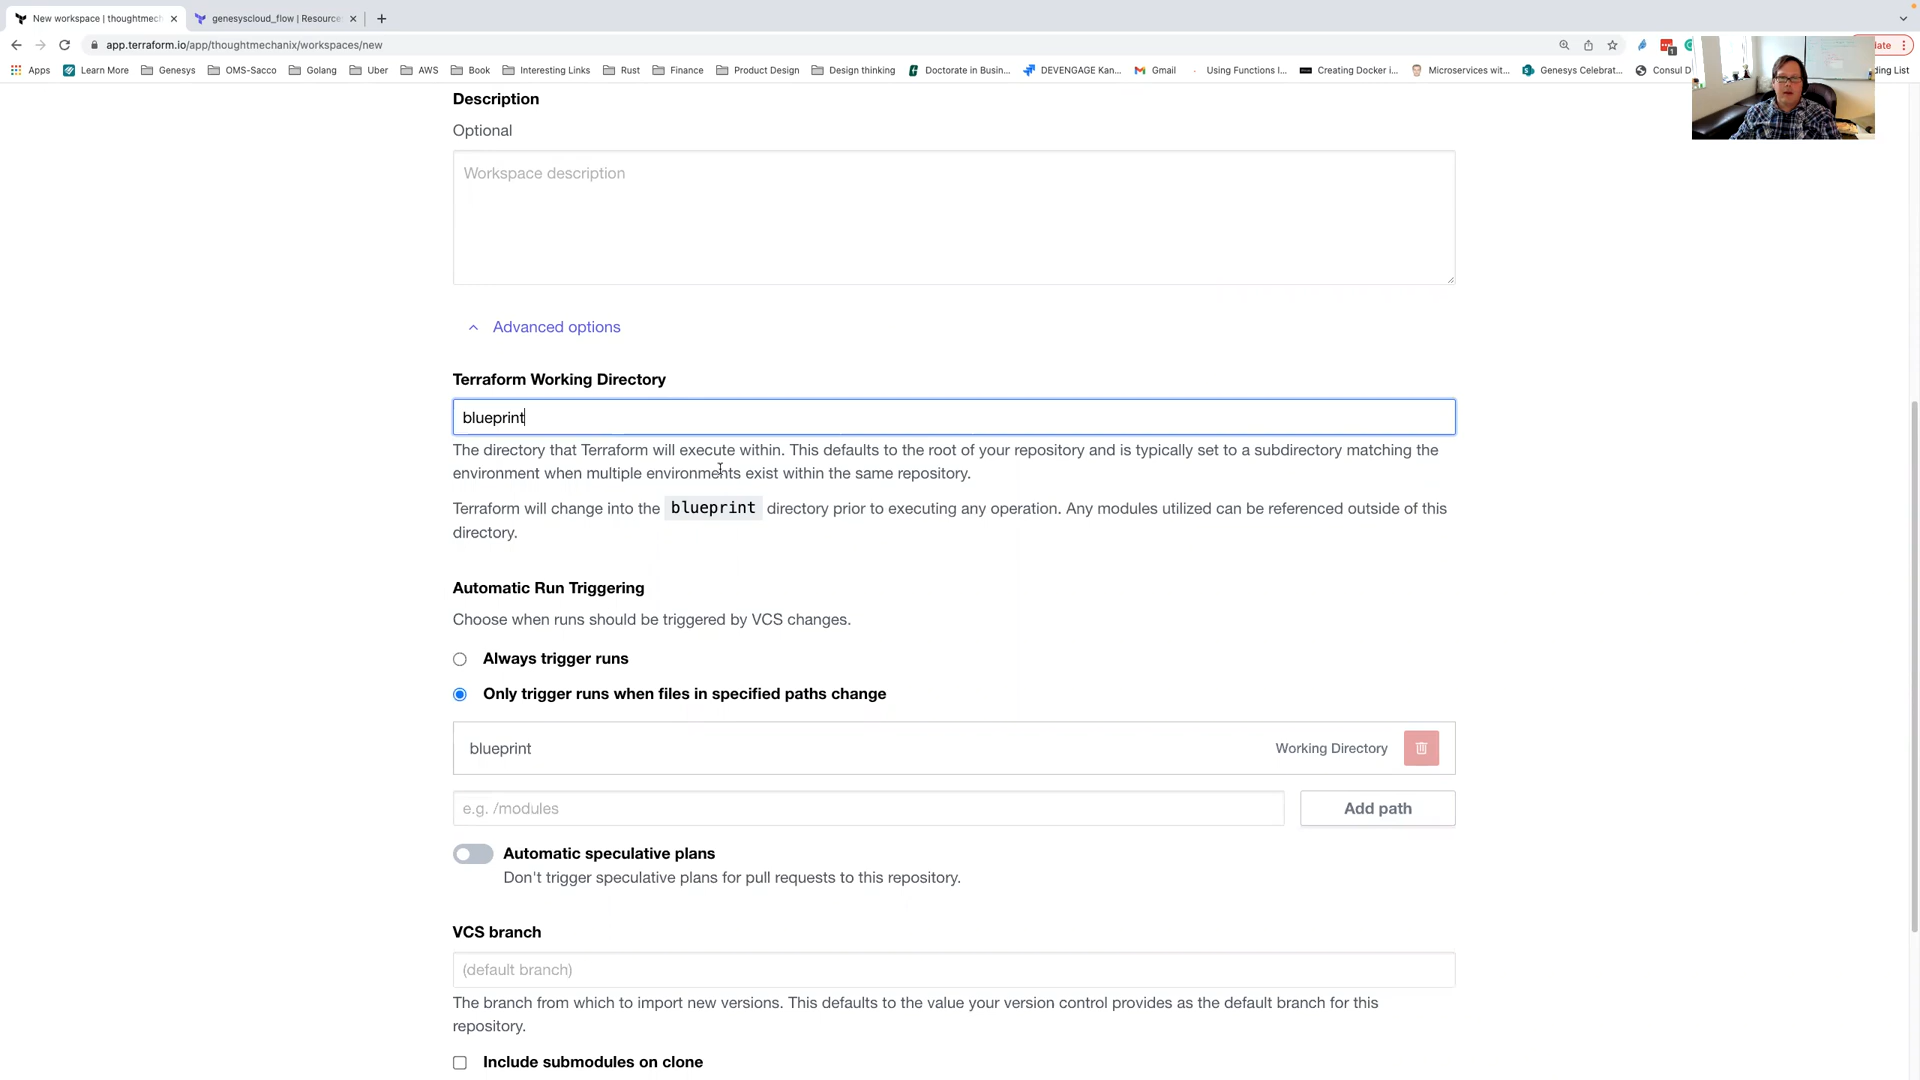 New workspace | thoughtmech
genesyscloud_flow | Resource
app.terraform.io/app/thoughtmechanix/workspaces/new
Apps
Learn More
Genesys
OMS-Sacco
Golang
Uber
AWS
Book
Interesting Links
Rust
Finance
Product Design
Design thinking
Doctorate in Busin...
DEVENGAGE Kan...
Gmail
Using Functions I...
Creating Docker i...
Microservices wit...
Genesys Celebrat...
Consul D
ding List
Description
Optional
Workspace description
Advanced options
Terraform Working Directory
blueprint
The directory that Terraform will execute within. This defaults to the root of your repository and is typically set to a subdirectory matching the
environment when multiple environments exist within the same repository.
Terraform will change into the blueprint directory prior to executing any operation. Any modules utilized can be referenced outside of this
directory.
Automatic Run Triggering
Choose when runs should be triggered by VCS changes.
Always trigger runs
Only trigger runs when files in specified paths change
blueprint
Working Directory
e.g. /modules
Add path
Automatic speculative plans
Don't trigger speculative plans for pull requests to this repository.
VCS branch
(default branch)
The branch from which to import new versions. This defaults to the value your version control provides as the default branch for this
repository.
Include submodules on clone